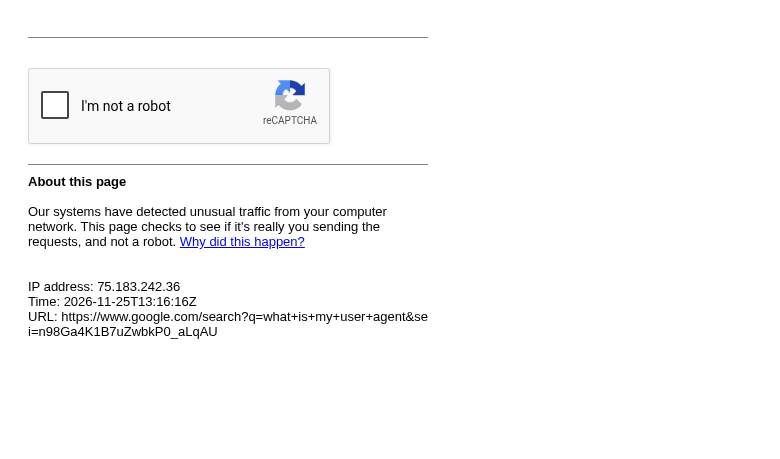 I'm not a robot
reCAPTCHA
About this page
Our systems have detected unusual traffic from your computer
network. This page checks to see if it's really you sending the
requests, and not a robot. Why did this happen?
IP address: 75.183.242.36
Time: 2026-11-25T13:16:16Z
URL: https://www.google.com/search?q=what+is+my+user+agent&se
i=n98Ga4K1B7uZwbkP0_aLqAU